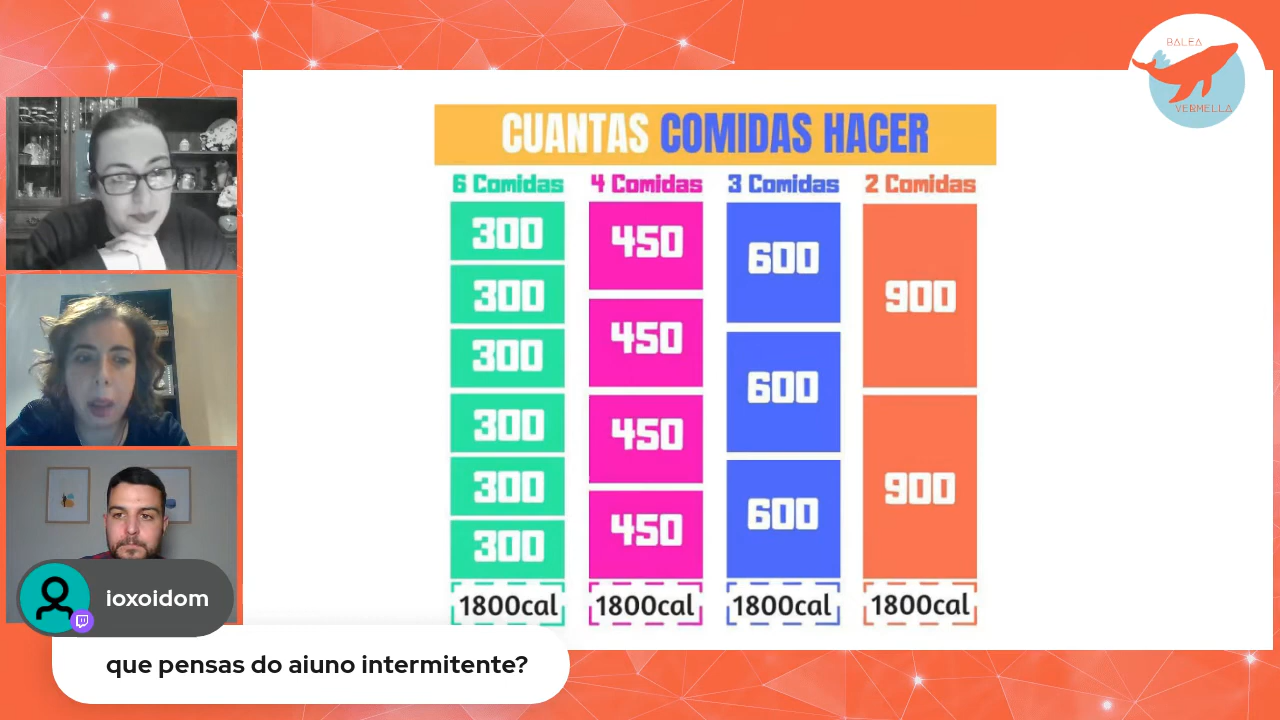 BALEA
VERMELLA
CUANTAS COMIDAS HACER
6 Comidas 4 Comidas 3 Comidas 2 Comidas
300
300
300
300
300
300
1800cal
450
450
450
450
1800cal
600
600
600
1800cal
900
900
1800cal
ioxoidom
que pensas do aiuno intermitente?